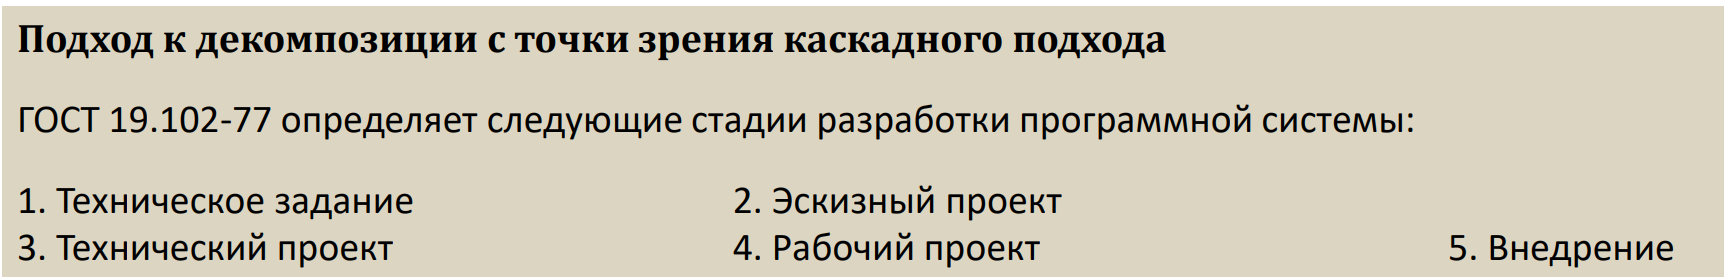 Подход к декомпозиции с точки зрения каскадного подхода
ГОСТ 19.102-77 определяет следующие стадии разработки программной системы:
1. Техническое задание 2. Эскизный проект
3. Технический проект 4. Рабочий проект 5. Внедрение